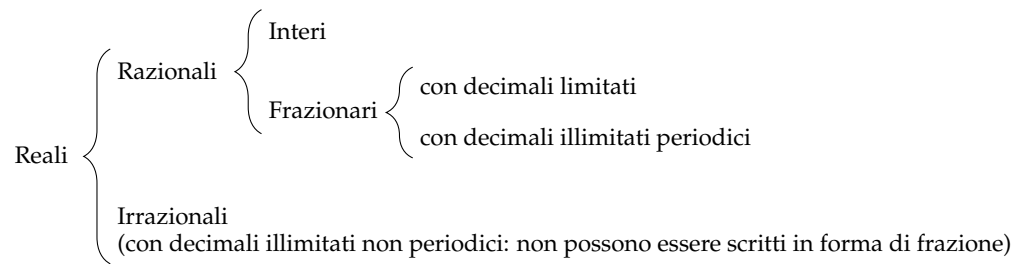 Interi
Razionali
con decimali limitati
Frazionari
con decimali illimitati periodici
Reali
Irrazionali
(con decimali illimitati non periodici: non possono essere scritti in forma di frazione)